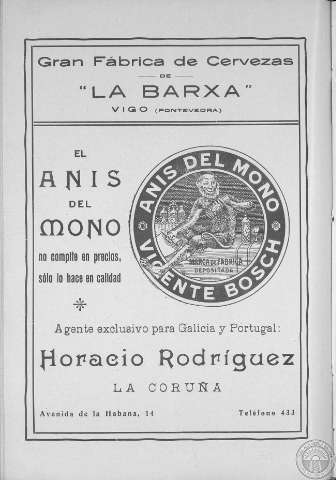 Gran Fábrica de Cervezas
DE
"LA BARXA"
VIGO (PONTEVEDRA)
EL
ANIS
DEL
MONO
no compite en precios,
sólo lo hace en calidad
ANIS DEL MONO
MARCA DE FABRICA
DEPOSITADA
VICENTE BOSCH
Agente exclusivo para Galicia y Portugal:
Horacio Rodríguez
LA CORUÑA
Avenida de la Habana, 14
Teléfono 433